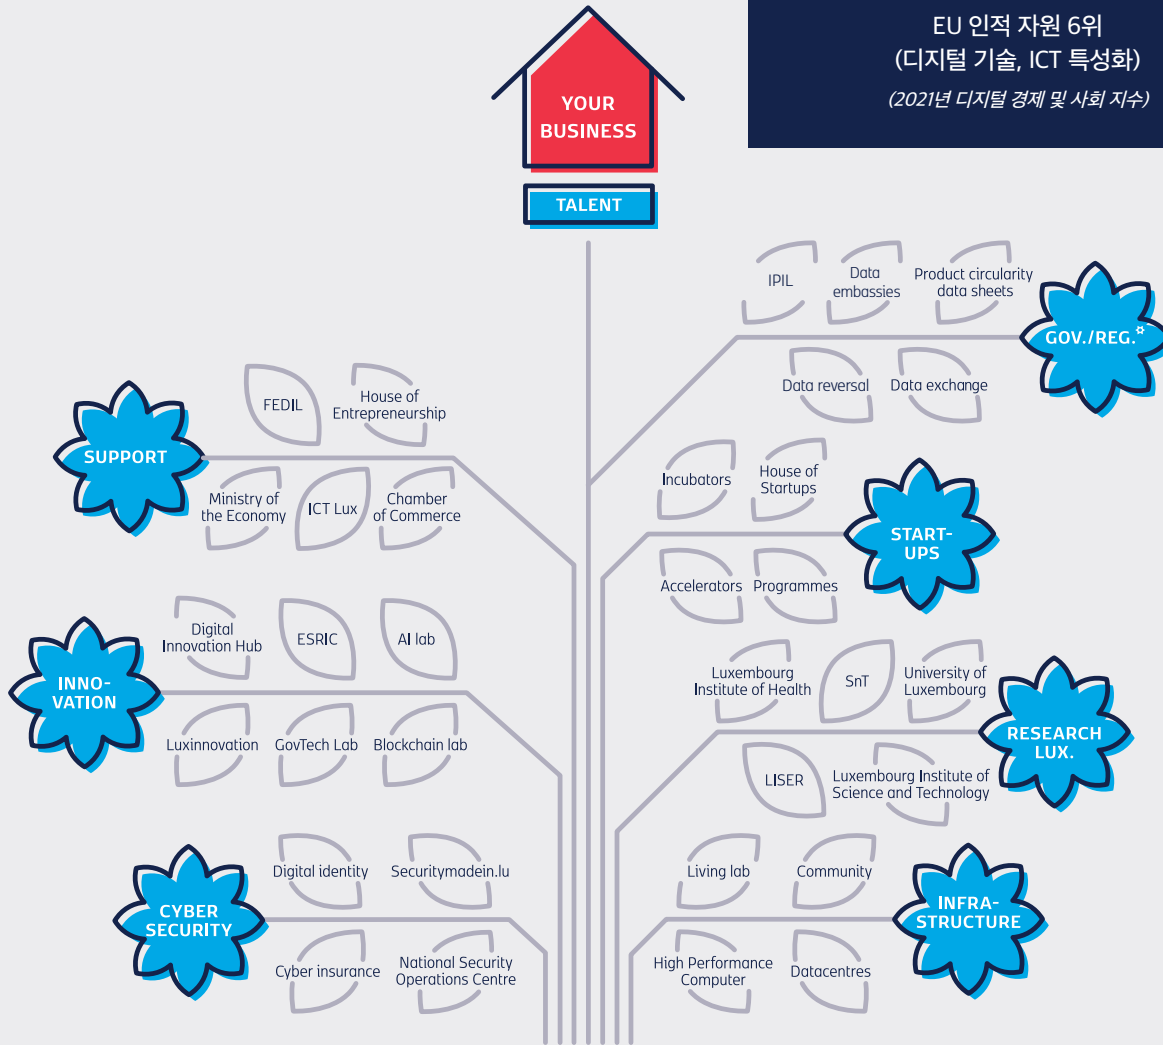 EU 인적 자원 6위
(디지털 기술, ICT 특성화)
(2021년 디지털 경제 및 사회 지수)
YOUR
BUSINESS
TALENT
IPIL
Data
embassies
Product circularity
data sheets
GOV./REG.✲
Data reversal
Data exchange
FEDIL
House of
Entrepreneurship
SUPPORT
Ministry of
the Economy
ICT Lux
Chamber
of Commerce
Incubators
House of
Startups
START-
UPS
Accelerators
Programmes
Digital
Innovation Hub
ESRIC
AI lab
INNO-
VATION
Luxinnovation
GovTech Lab
Blockchain lab
Luxembourg
Institute of Health
SnT
University of
Luxembourg
RESEARCH
LUX.
LISER
Luxembourg Institute of
Science and Technology
Digital identity
Securitymadein.lu
CYBER
SECURITY
Cyber insurance
National Security
Operations Centre
Living lab
Community
INFRA-
STRUCTURE
High Performance
Computer
Datacentres